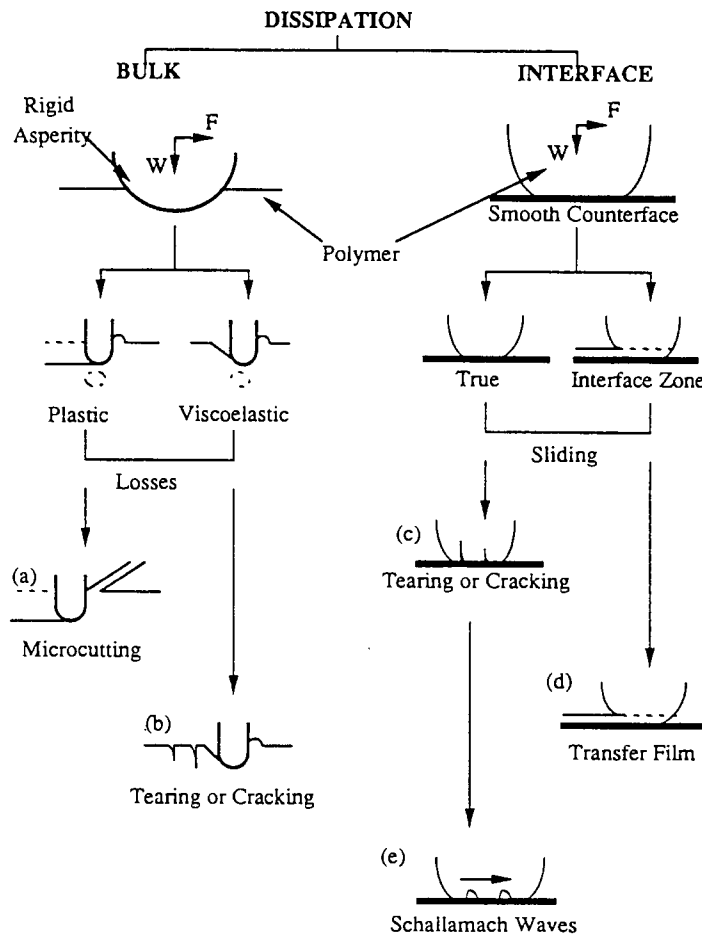 DISSIPATION
BULK
INTERFACE
Rigid
Asperity
F
W
F
W
Smooth Counterface
Polymer
True
Interface Zone
Plastic
Viscoelastic
Sliding
Losses
(c)
Tearing or Cracking
(a)
Microcutting
(d)
(b)
Transfer Film
Tearing or Cracking
(e)
Schallamach Waves